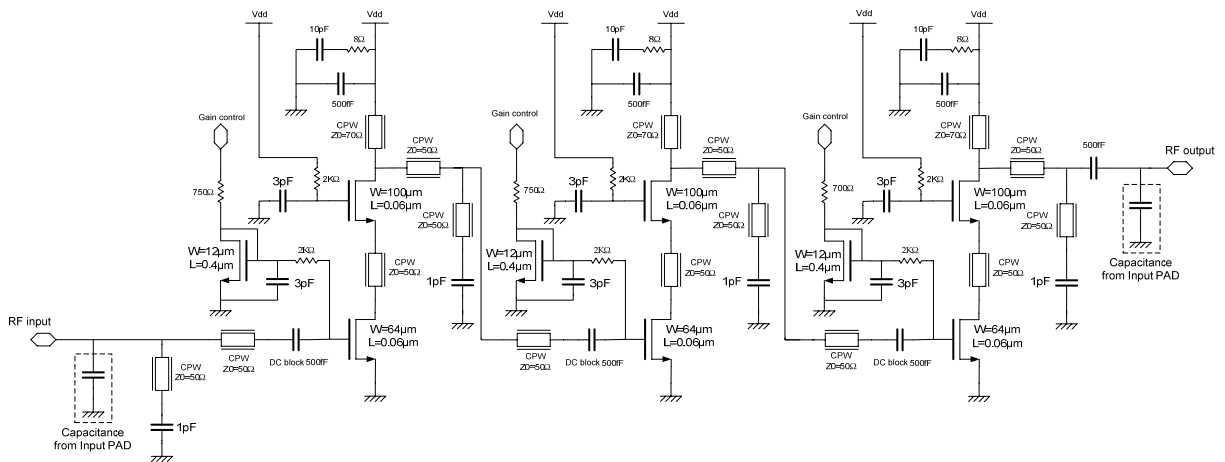 Vdd
Vdd
10pF
8Ω
500fF
Gain control
CPW
Z0=70Ω
CPW
Z0=50Ω
750Ω
3pF
2KΩ
W=100µm
L=0.06µm
CPW
Z0=50Ω
W=12µm
L=0.4µm
2KΩ
3pF
CPW
Z0=50Ω
1pF
RF input
W=64µm
L=0.06µm
CPW
Z0=50Ω
DC block 500fF
CPW
Z0=50Ω
1pF
Capacitance
from Input PAD
Vdd
Vdd
10pF
8Ω
500fF
Gain control
CPW
Z0=70Ω
CPW
Z0=50Ω
750Ω
3pF
2KΩ
W=100µm
L=0.06µm
CPW
Z0=50Ω
W=12µm
L=0.4µm
2KΩ
3pF
CPW
Z0=50Ω
1pF
W=64µm
L=0.06µm
CPW
Z0=50Ω
DC block 500fF
Vdd
Vdd
10pF
8Ω
500fF
Gain control
CPW
Z0=70Ω
CPW
Z0=50Ω
500fF
RF output
700Ω
3pF
2KΩ
W=100µm
L=0.06µm
CPW
Z0=50Ω
Capacitance
from Input PAD
W=12µm
L=0.4µm
2KΩ
3pF
CPW
Z0=50Ω
1pF
W=64µm
L=0.06µm
CPW
Z0=50Ω
DC block 500fF